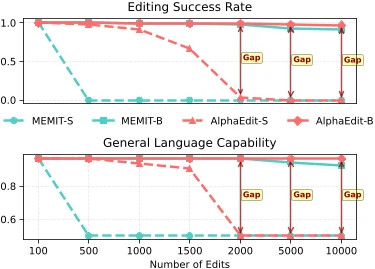 Editing Success Rate
1.0
0.5
0.0
Gap
Gap
Gap
MEMIT-S
MEMIT-B
AlphaEdit-S
AlphaEdit-B
General Language Capability
0.8
0.6
Gap
Gap
Gap
100
500
1000
1500
2000
5000
10000
Number of Edits